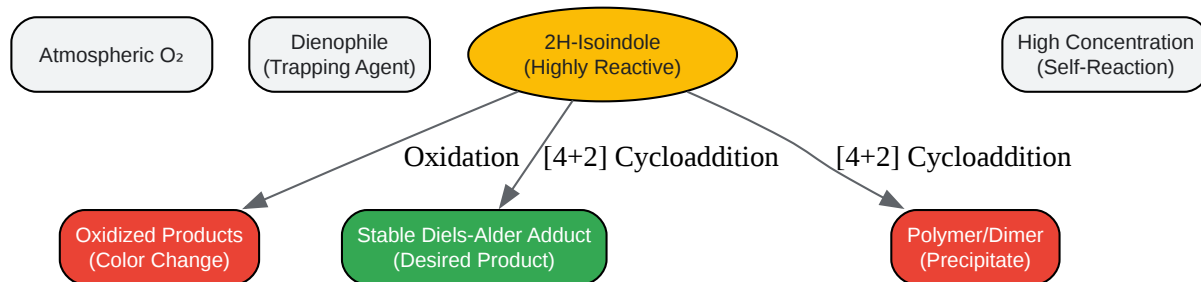 Atmospheric O₂
Dienophile
(Trapping Agent)
2H-Isoindole
(Highly Reactive)
High Concentration
(Self-Reaction)
Oxidation
[4+2] Cycloaddition
[4+2] Cycloaddition
Oxidized Products
(Color Change)
Stable Diels-Alder Adduct
(Desired Product)
Polymer/Dimer
(Precipitate)